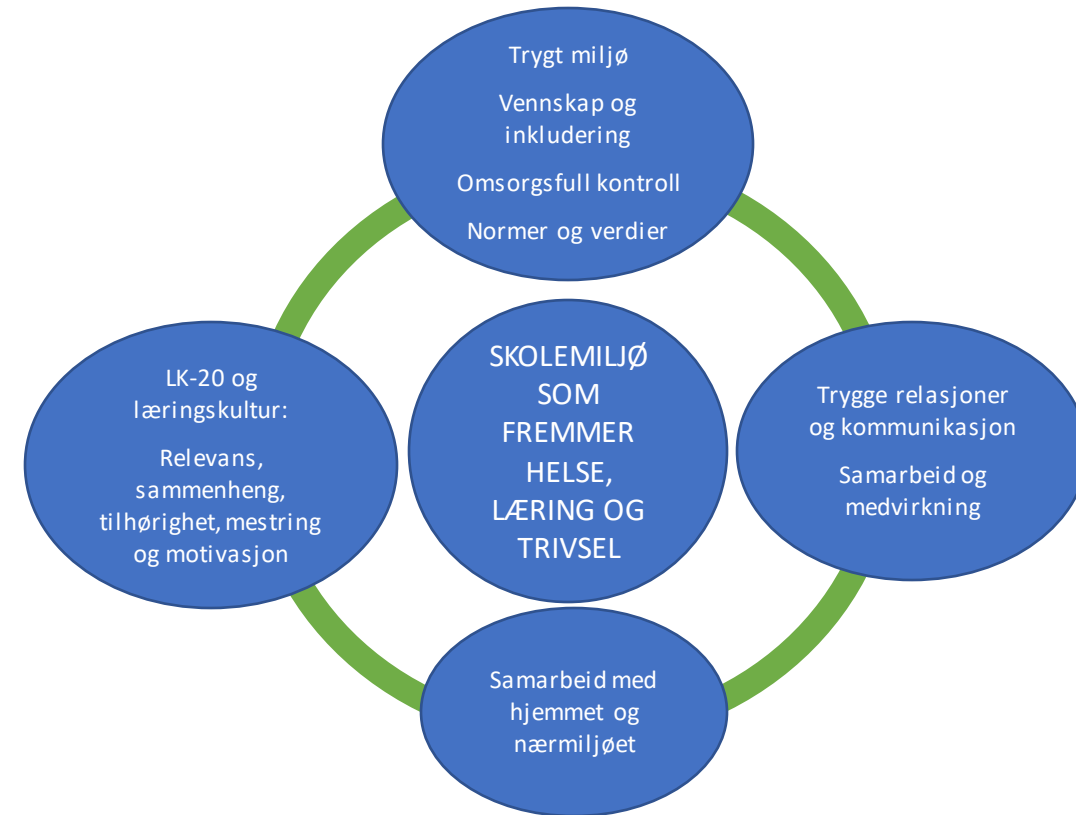 Trygt miljø
Vennskap og
inkludering
Omsorgsfull kontroll
Normer og verdier
SKOLEMILJØ
SOM
FREMMER
HELSE,
LÆRING OG
TRIVSEL
LK-20 og
læringskultur:
Relevans,
sammenheng,
tilhørighet, mestring
og motivasjon
Trygge relasjoner
og kommunikasjon
Samarbeid og
medvirkning
Samarbeid med
hjemmet og
nærmiljøet